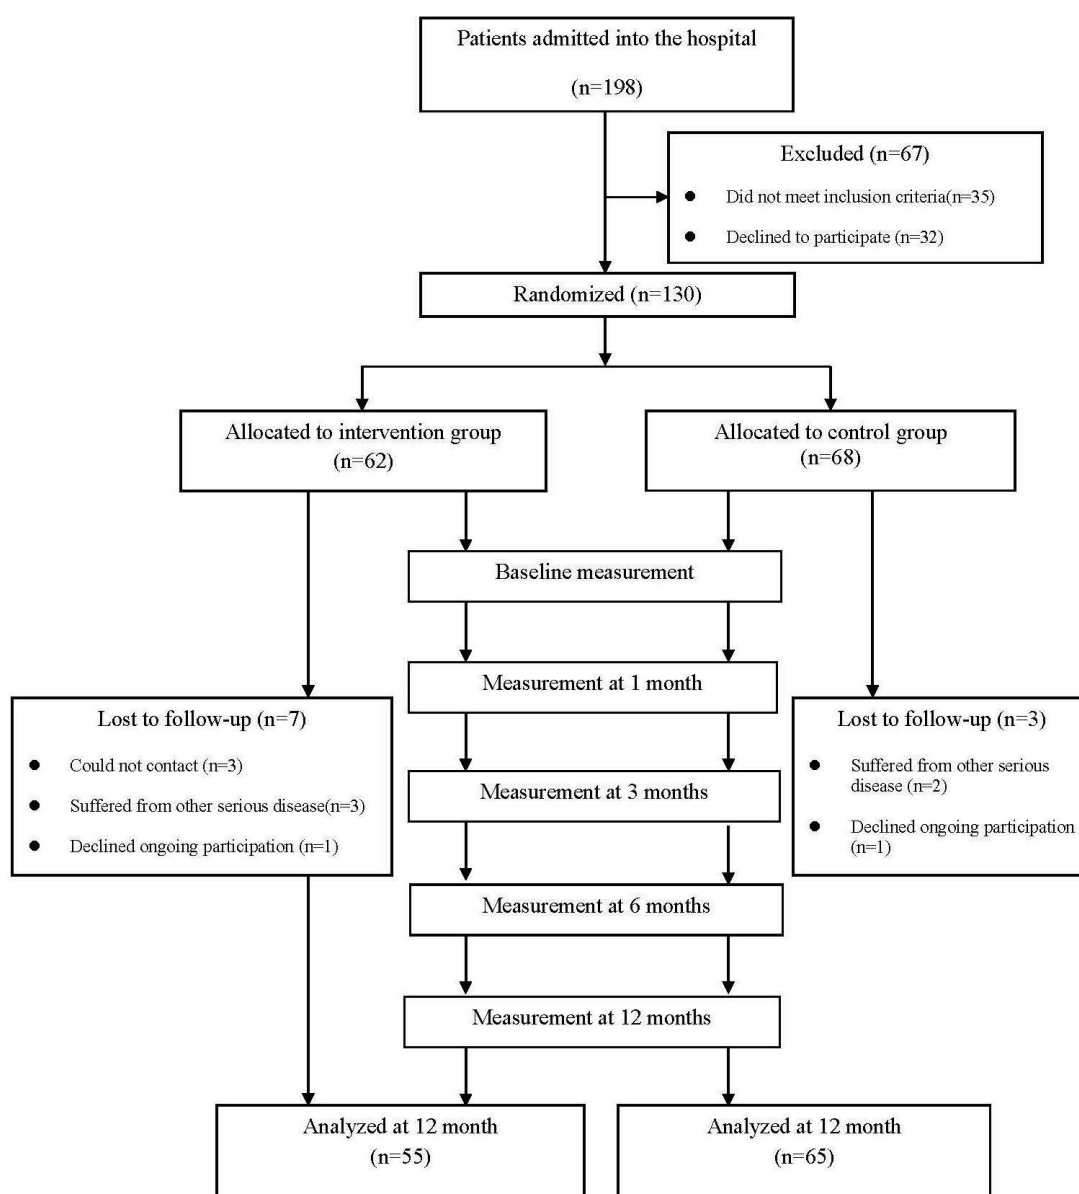 Patients admitted into the hospital
(n=198)
Excluded (n=67)
● Did not meet inclusion criteria(n=35)
● Declined to participate (n=32)
Randomized (n=130)
Allocated to intervention group
(n=62)
Allocated to control group
(n=68)
Baseline measurement
Measurement at 1 month
Lost to follow-up (n=7)
● Could not contact (n=3)
● Suffered from other serious disease(n=3)
● Declined ongoing participation (n=1)
Lost to follow-up (n=3)
● Suffered from other serious
disease (n=2)
● Declined ongoing participation
(n=1)
Measurement at 3 months
Measurement at 6 months
Measurement at 12 months
Analyzed at 12 month
(n=55)
Analyzed at 12 month
(n=65)